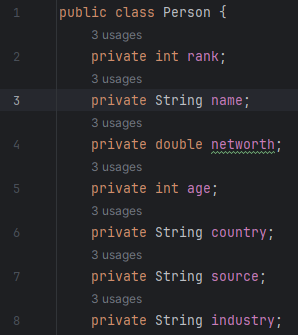 1 public class Person {
3 usages
2 private int rank;
3 usages
3 private String name;
3 usages
4 private double networth;
3 usages
5 private int age;
3 usages
6 private String country;
3 usages
7 private String source;
3 usages
8 private String industry;